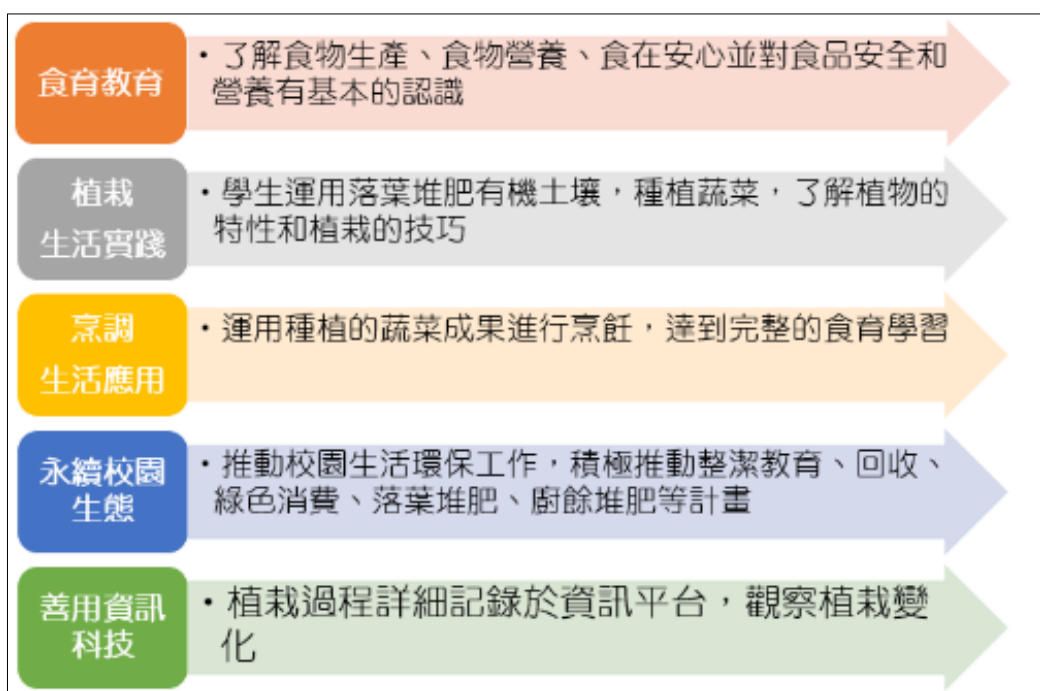 食育教育
・了解食物生產、食物營養、食在安心並對食品安全和
營養有基本的認識
植栽
生活實踐
・學生運用落葉堆肥有機土壤，種植蔬菜，了解植物的
特性和植栽的技巧
烹調
生活應用
・運用種植的蔬菜成果進行烹飪，達到完整的食育學習
永續校園
生態
・推動校園生活環保工作，積極推動整潔教育、回收、
綠色消費、落葉堆肥、廚餘堆肥等計畫
善用資訊
科技
・植栽過程詳細記錄於資訊平台，觀察植栽變
化